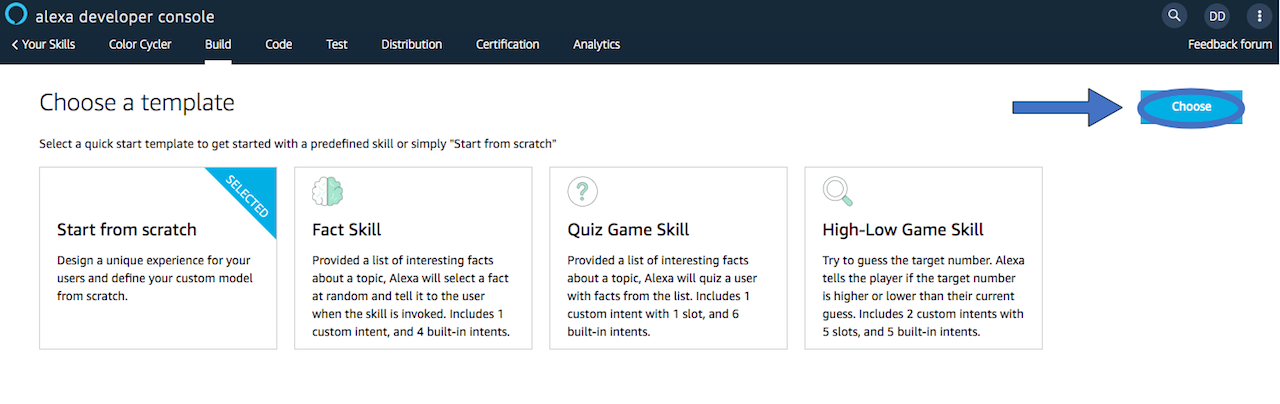 alexa developer console
DD
Your Skills Color Cycler Build Code Test Distribution Certification Analytics Feedback forum
Choose a template
Choose
Select a quick start template to get started with a predefined skill or simply "Start from scratch"
SELECTED
Start from scratch
Design a unique experience for your
users and define your custom model
from scratch.
Fact Skill
Provided a list of interesting facts
about a topic, Alexa will select a fact
at random and tell it to the user
when the skill is invoked. Includes 1
custom intent, and 4 built-in intents.
?
Quiz Game Skill
Provided a list of interesting facts
about a topic, Alexa will quiz a user
with facts from the list. Includes 1
custom intent with 1 slot, and 6
built-in intents.
High-Low Game Skill
Try to guess the target number. Alexa
tells the player if the target number
is higher or lower than their current
guess. Includes 2 custom intents with
5 slots, and 5 built-in intents.